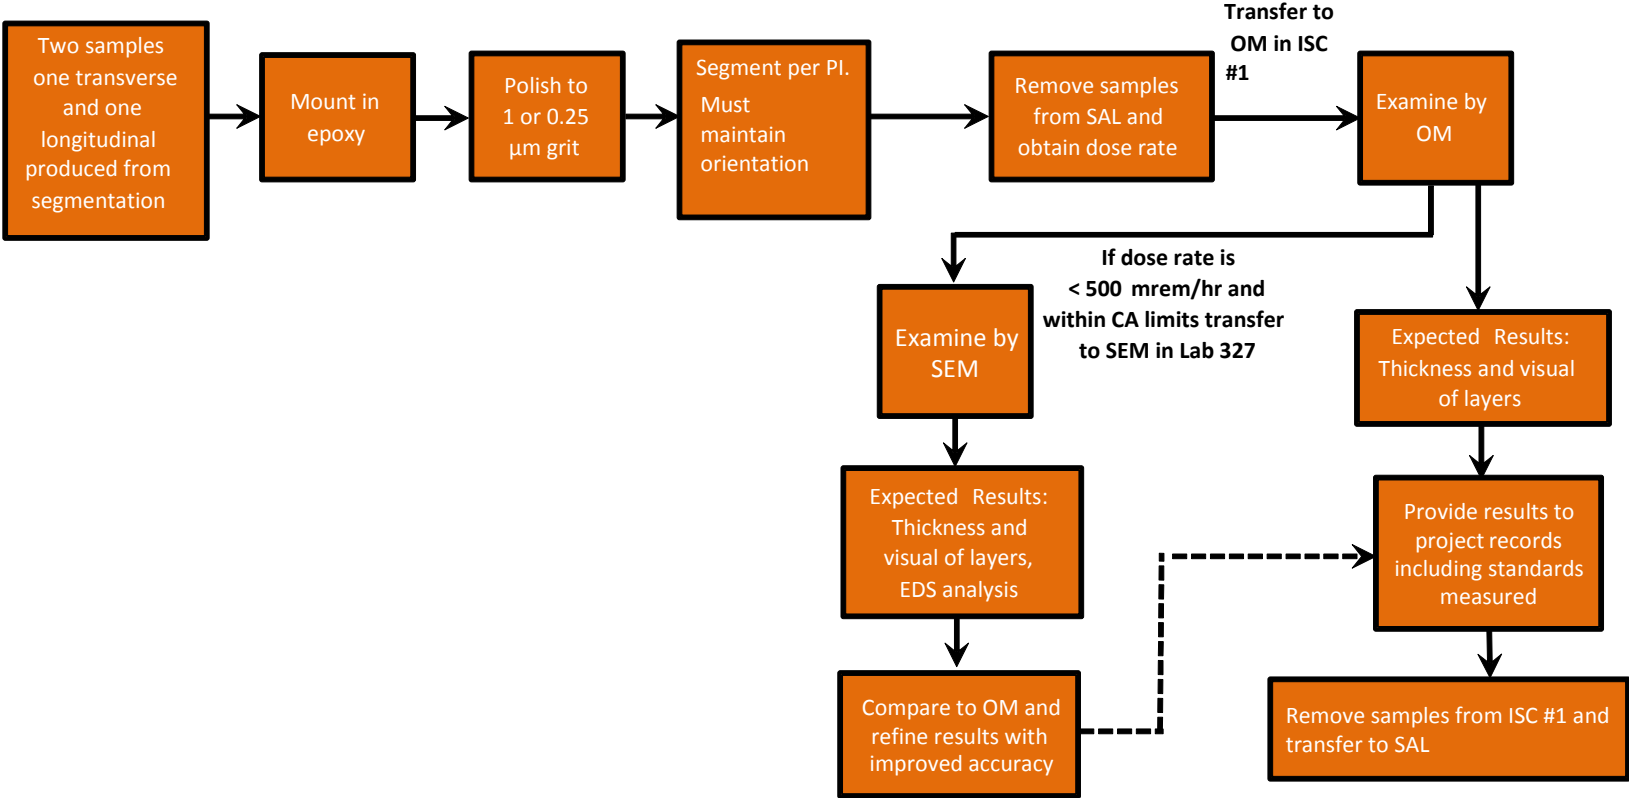 Two samples
one transverse
and one
longitudinal
produced from
segmentation
Mount in
epoxy
Polish to
1 or 0.25
µm grit
Segment per PI.
Must
maintain
orientation
Remove samples
from SAL and
obtain dose rate
Transfer to
OM in ISC
#1
Examine by
OM
If dose rate is
< 500 mrem/hr and
within CA limits transfer
to SEM in Lab 327
Examine by
SEM
Expected Results:
Thickness and visual
of layers
Expected Results:
Thickness and
visual of layers,
EDS analysis
Provide results to
project records
including standards
measured
Compare to OM and
refine results with
improved accuracy
Remove samples from ISC #1 and
transfer to SAL